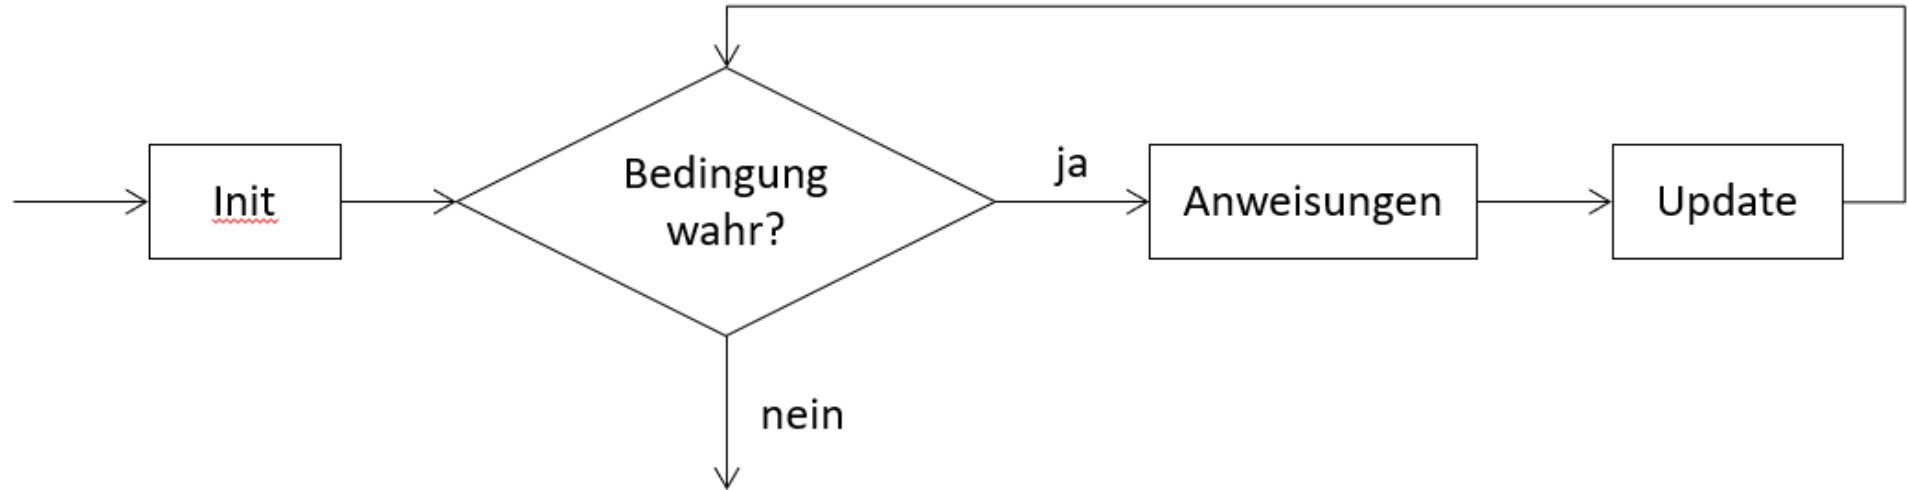 Init
Bedingung
wahr?
ja
Anweisungen
Update
nein